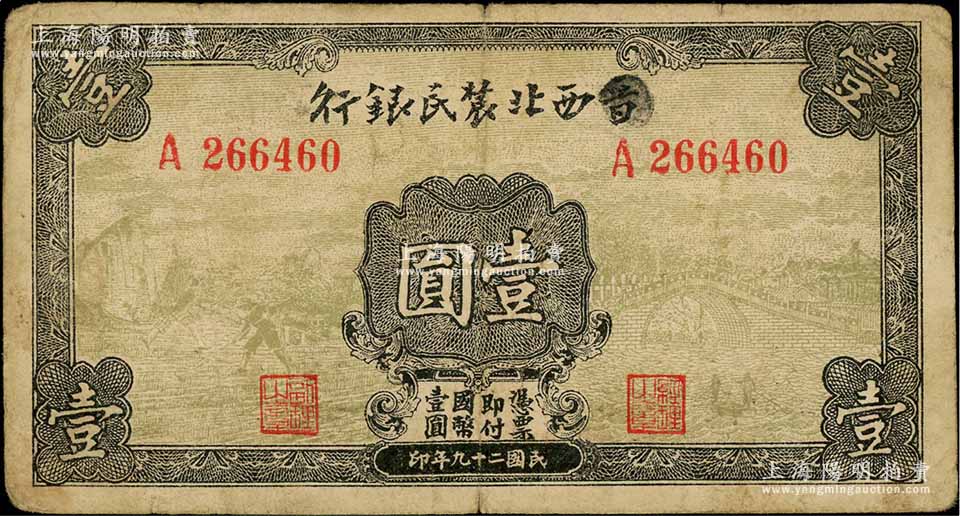 上海陽明拍賣
www.yangmingauction.com
壹
壹
晋西北農民銀行
A 266460
A 266460
壹圓
上海陽明拍賣
www.yangmingauction.com
憑票
即付
國幣
壹圓
壹
壹
民國二十九年印
上海陽明拍賣
www.yangmingauction.com